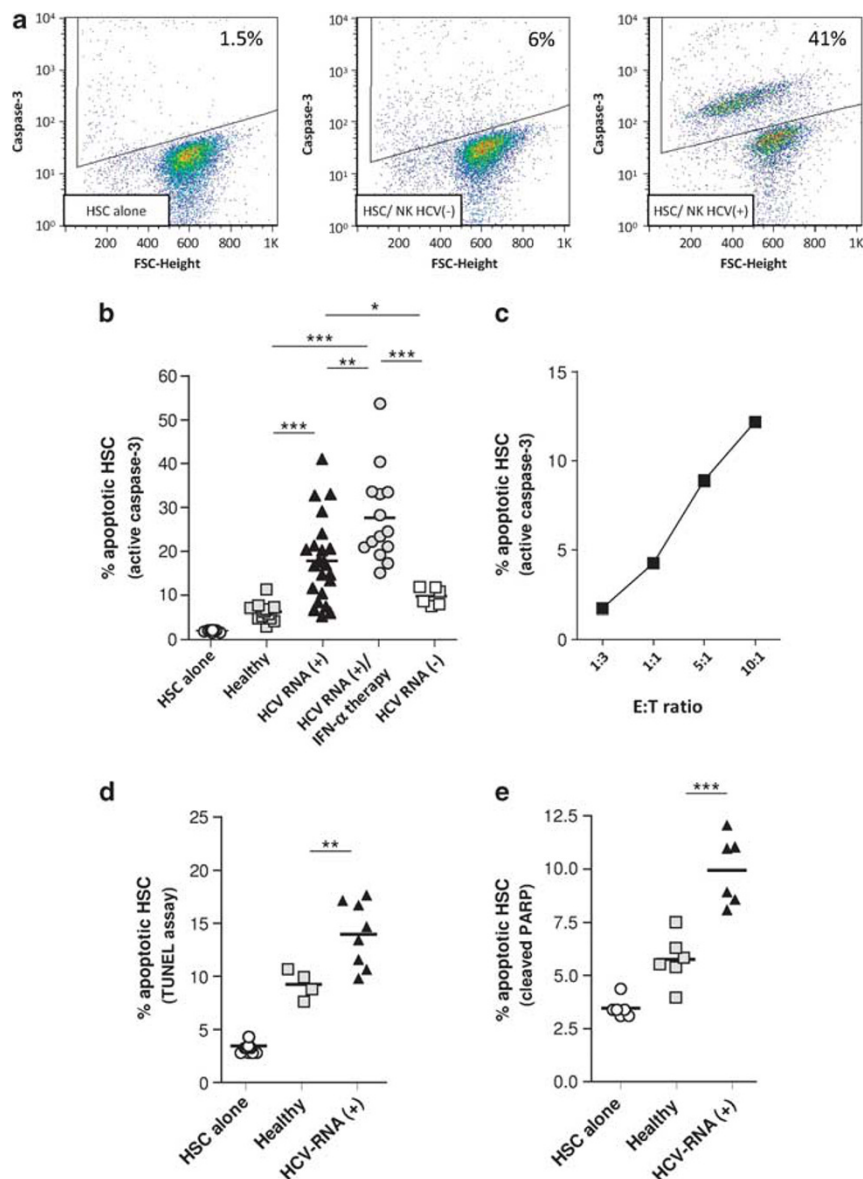 a
1.5%
6%
41%
Caspase-3
10⁴
10³
10²
10¹
10⁰
HSC alone
0 200 400 600 800 1K
FSC-Height
Caspase-3
10⁴
10³
10²
10¹
10⁰
HSC/ NK HCV(-)
0 200 400 600 800 1K
FSC-Height
Caspase-3
10⁴
10³
10²
10¹
10⁰
HSC/ NK HCV(+)
0 200 400 600 800 1K
FSC-Height
b
*
***
** ***
***
% apoptotic HSC
(active caspase-3)
60
50
40
30
20
10
0
HSC alone
Healthy
HCV RNA (+)
HCV RNA (+)/
IFN-α therapy
HCV RNA (-)
c
% apoptotic HSC
(active caspase-3)
15
10
5
0
1:3
1:1
5:1
10:1
E:T ratio
d
**
% apoptotic HSC
(TUNEL assay)
25
20
15
10
5
0
HSC alone
Healthy
HCV-RNA (+)
e
***
% apoptotic HSC
(cleaved PARP)
12.5
10.0
7.5
5.0
2.5
0.0
HSC alone
Healthy
HCV-RNA (+)